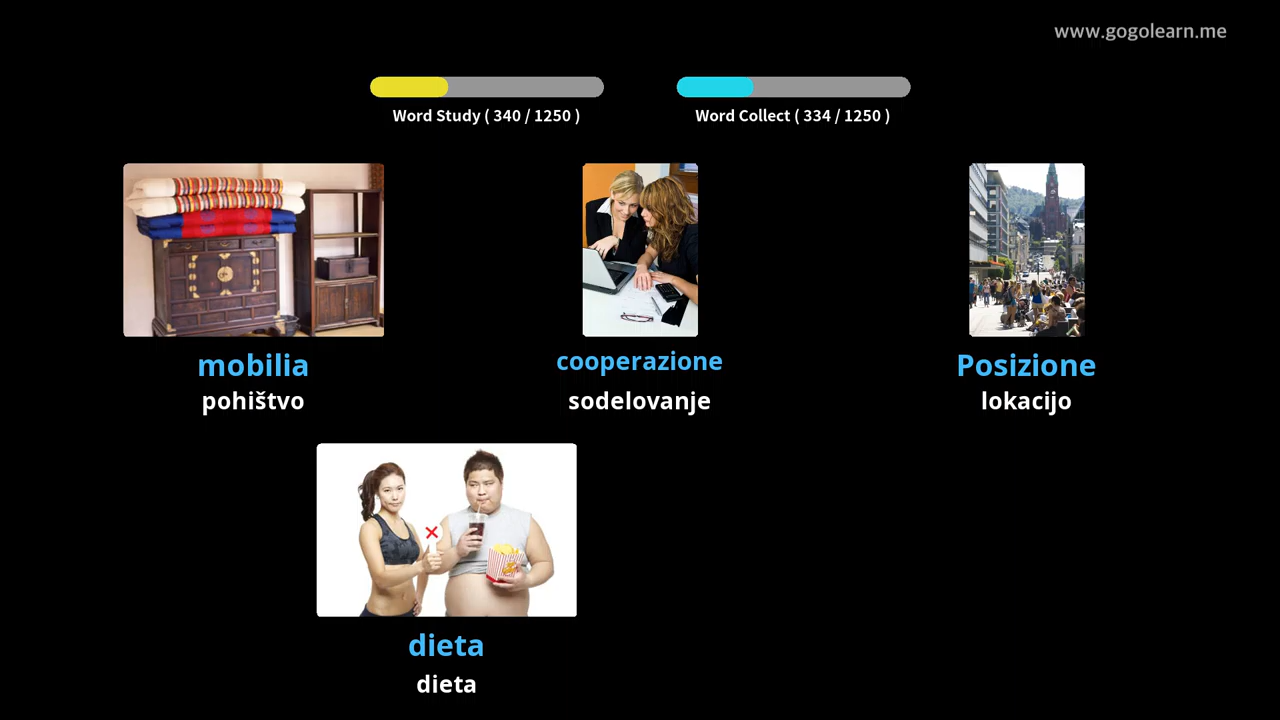 www.gogolearn.me
Word Study ( 340 / 1250 )
Word Collect ( 334 / 1250 )
mobilia
pohištvo
cooperazione
sodelovanje
Posizione
lokacijo
dieta
dieta